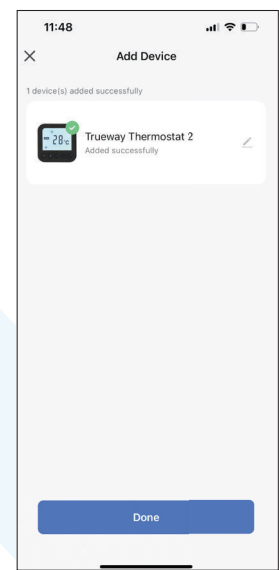 11:48
Add Device
1 device(s) added successfully
28
Trueway Thermostat 2
Added successfully
Done